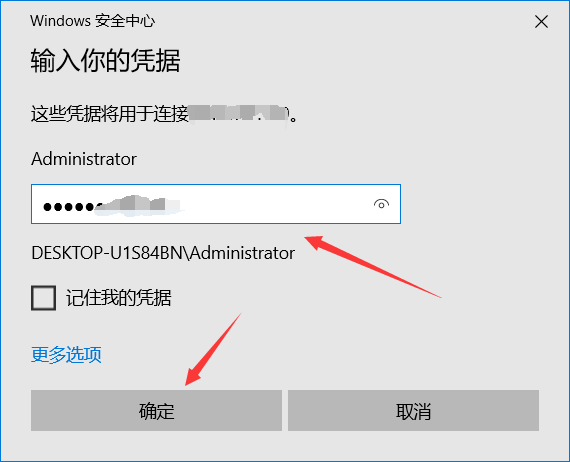 Windows 安全中心
输入你的凭据
这些凭据将用于连接。
Administrator
DESKTOP-U1S84BN\Administrator
记住我的凭据
更多选项
确定
取消